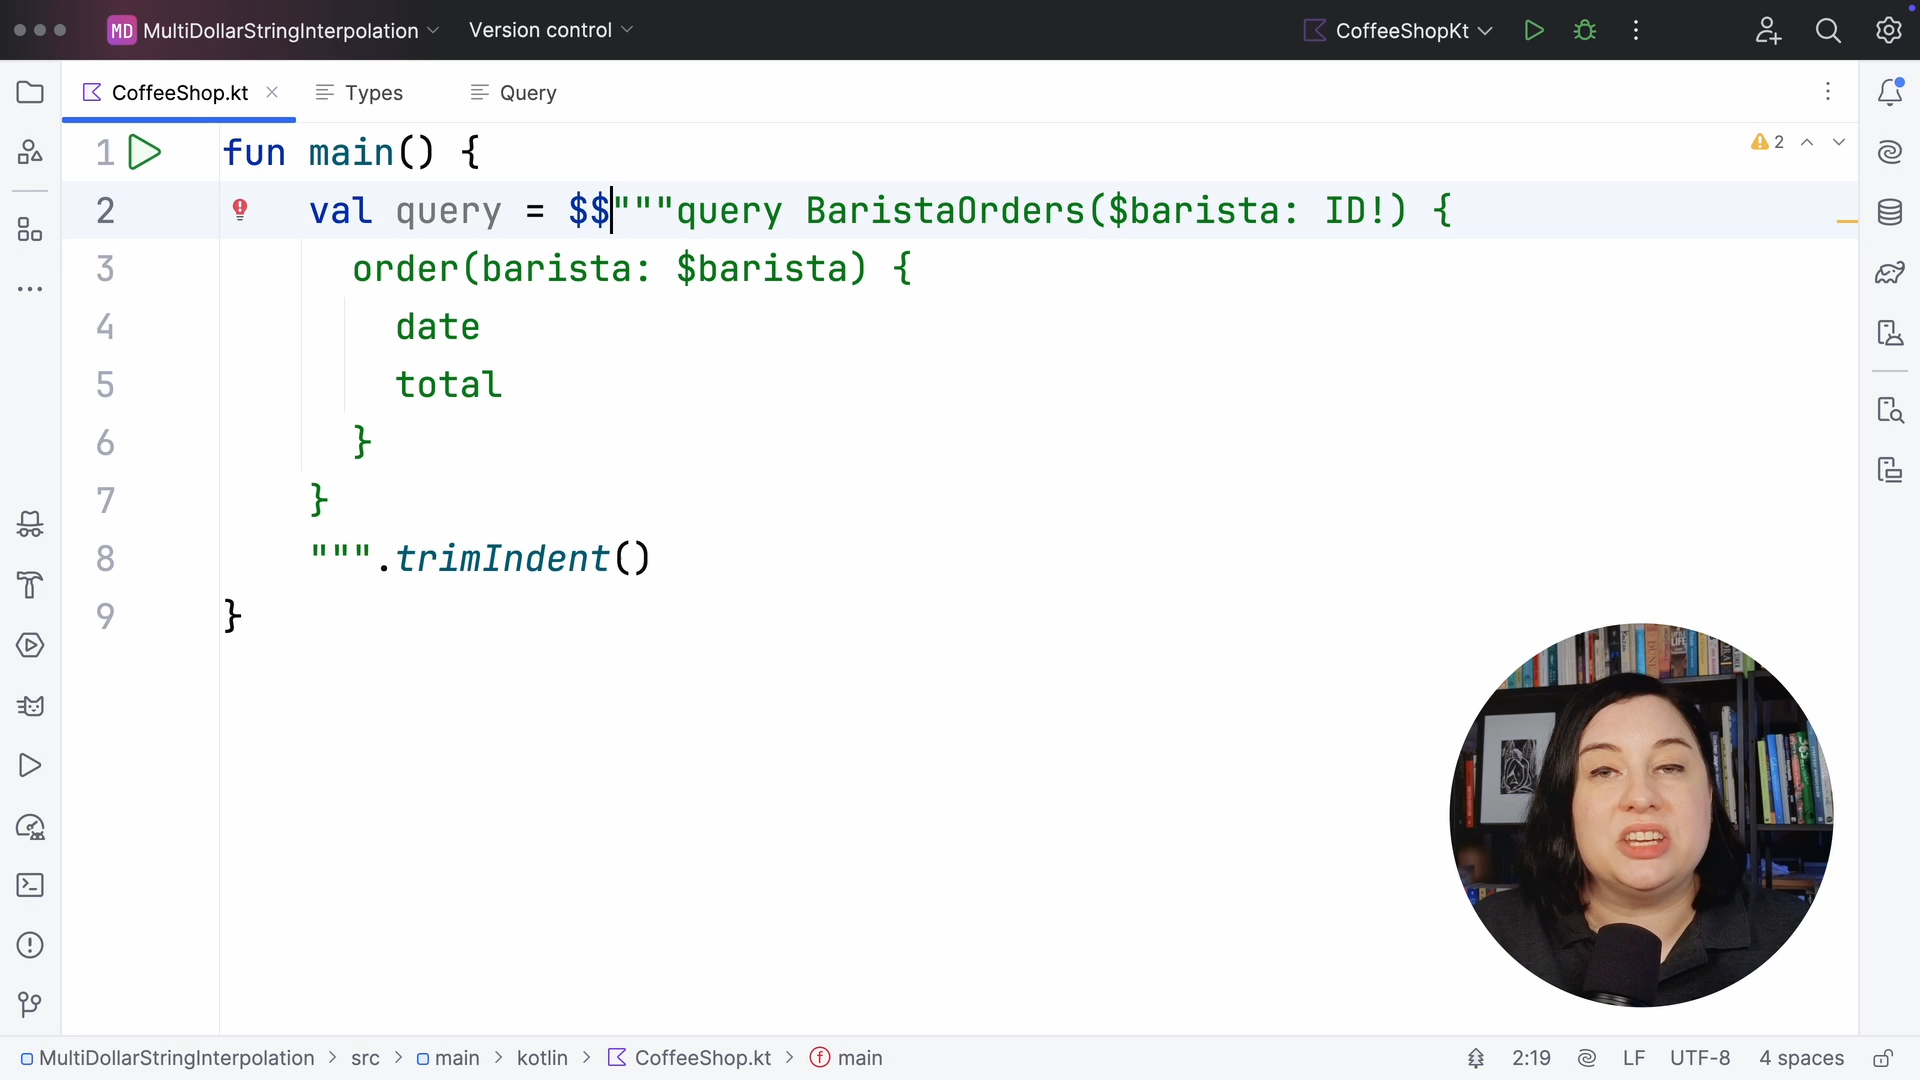 MD MultiDollarStringInterpolation Version control CoffeeShopKt
CoffeeShop.kt Types Query
1 fun main() {
2 val query = $$"""query BaristaOrders($barista: ID!) {
3 order(barista: $barista) {
4 date
5 total
6 }
7 }
8 """.trimIndent()
9 }
2
MultiDollarStringInterpolation > src > main > kotlin > CoffeeShop.kt > f main 2:19 LF UTF-8 4 spaces